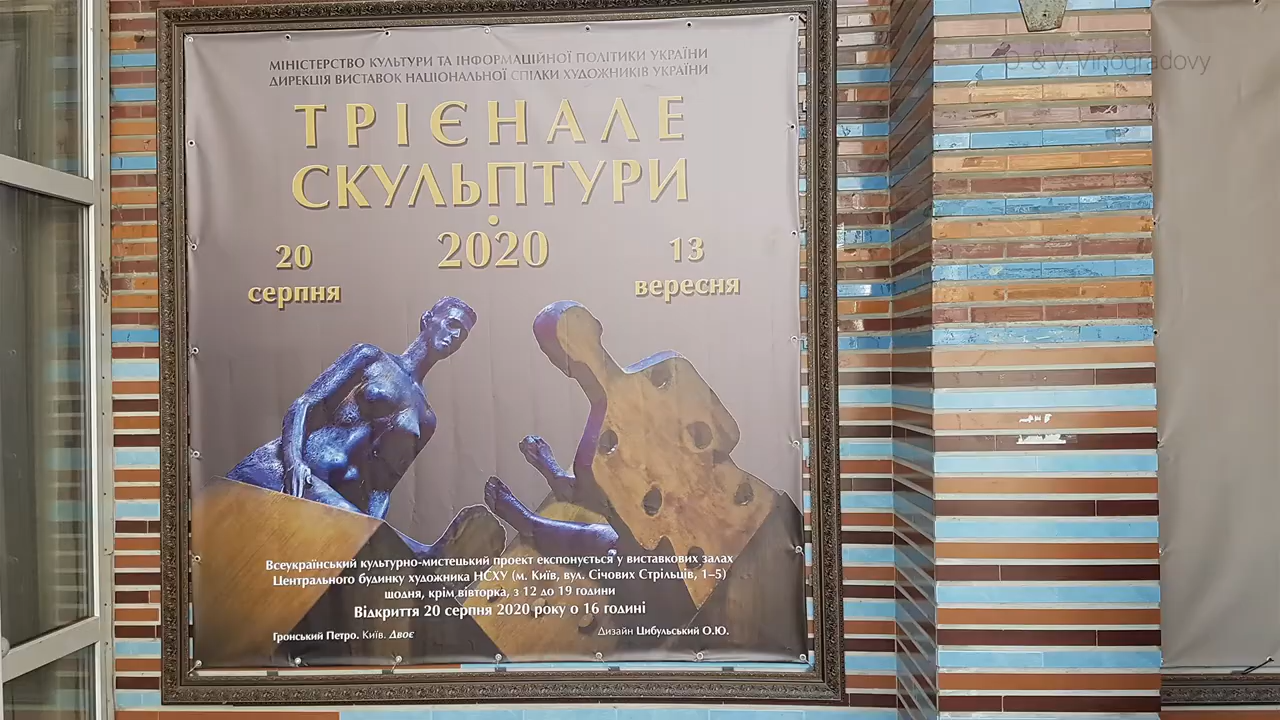 МІНІСТЕРСТВО КУЛЬТУРИ ТА ІНФОРМАЦІЙНОЇ ПОЛІТИКИ УКРАЇНИ
ДИРЕКЦІЯ ВИСТАВОК НАЦІОНАЛЬНОЇ СПІЛКИ ХУДОЖНИКІВ УКРАЇНИ
ТРІЄНАЛЕ
СКУЛЬПТУРИ
2020
20
серпня
13
вересня
Всеукраїнський культурно-мистецький проект експонується у виставкових залах
Центрального будинку художника НСХУ (м. Київ, вул. Січових Стрільців, 1–5)
щодня, крім вівторка, з 12 до 19 години
Відкриття 20 серпня 2020 року о 16 годині
Гронський Петро. Київ. Двоє
Дизайн Цибульський О.Ю.
& V. Vinogradovy